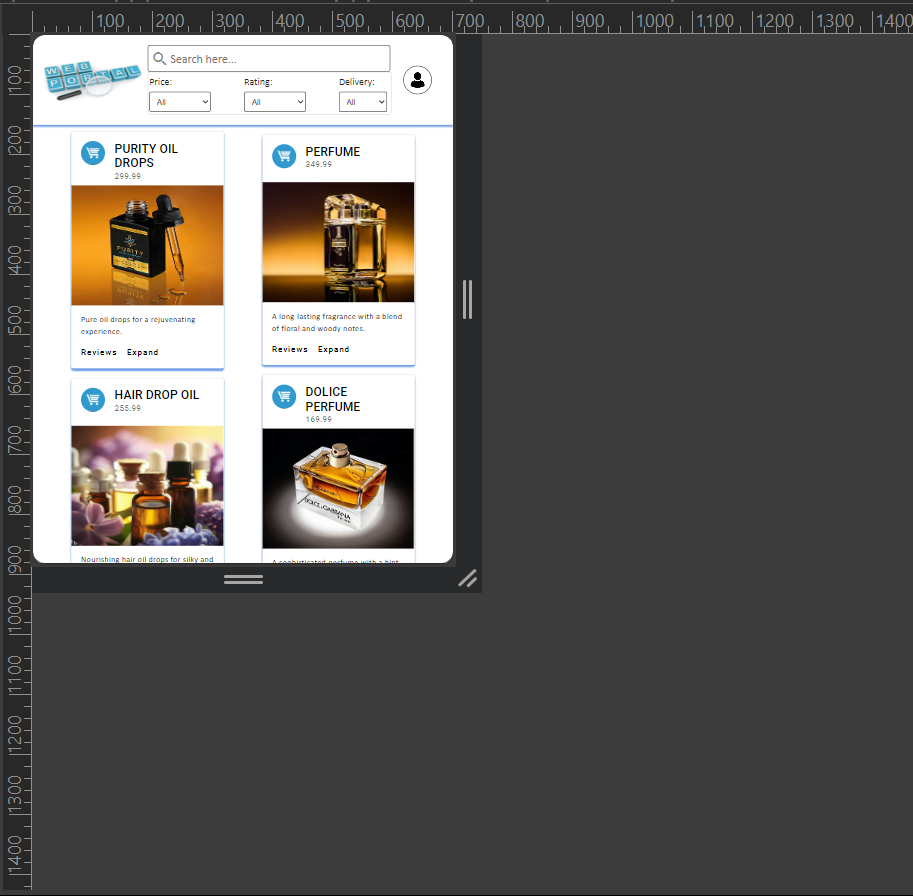 100 200 300 400 500 600 700 800 900 1000 1100 1200 1300 1400
100
200
300
400
500
600
700
800
900
1000
1100
1200
1300
1400
WEB
PORTAL
Search here...
Price: Rating: Delivery:
All All All
PURITY OIL
DROPS
299.99
PURITY
Pure oil drops for a rejuvenating
experience.
Reviews Expand
PERFUME
349.99
A long-lasting fragrance with a blend
of floral and woody notes.
Reviews Expand
HAIR DROP OIL
255.99
Nourishing hair oil drops for silky and
DOLICE
PERFUME
169.99
DOLCE & GABBANA
A sophisticated perfume with a hint